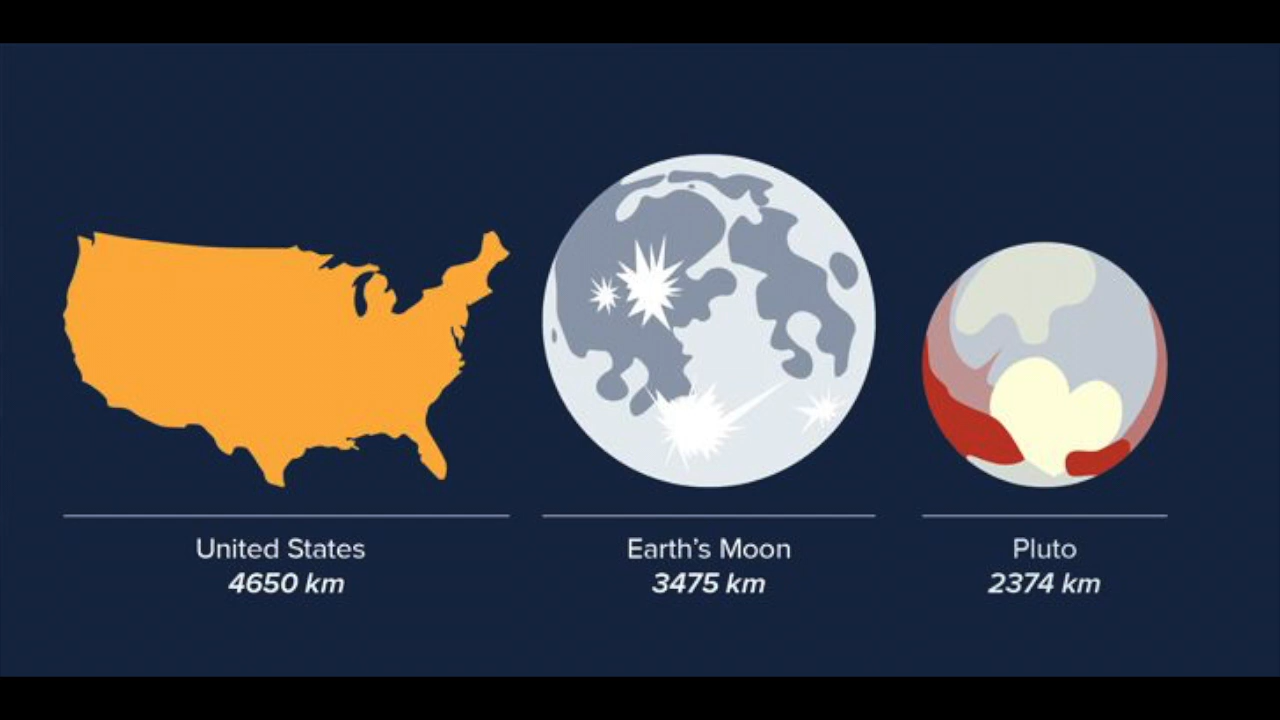 United States
4650 km
Earth’s Moon
3475 km
Pluto
2374 km